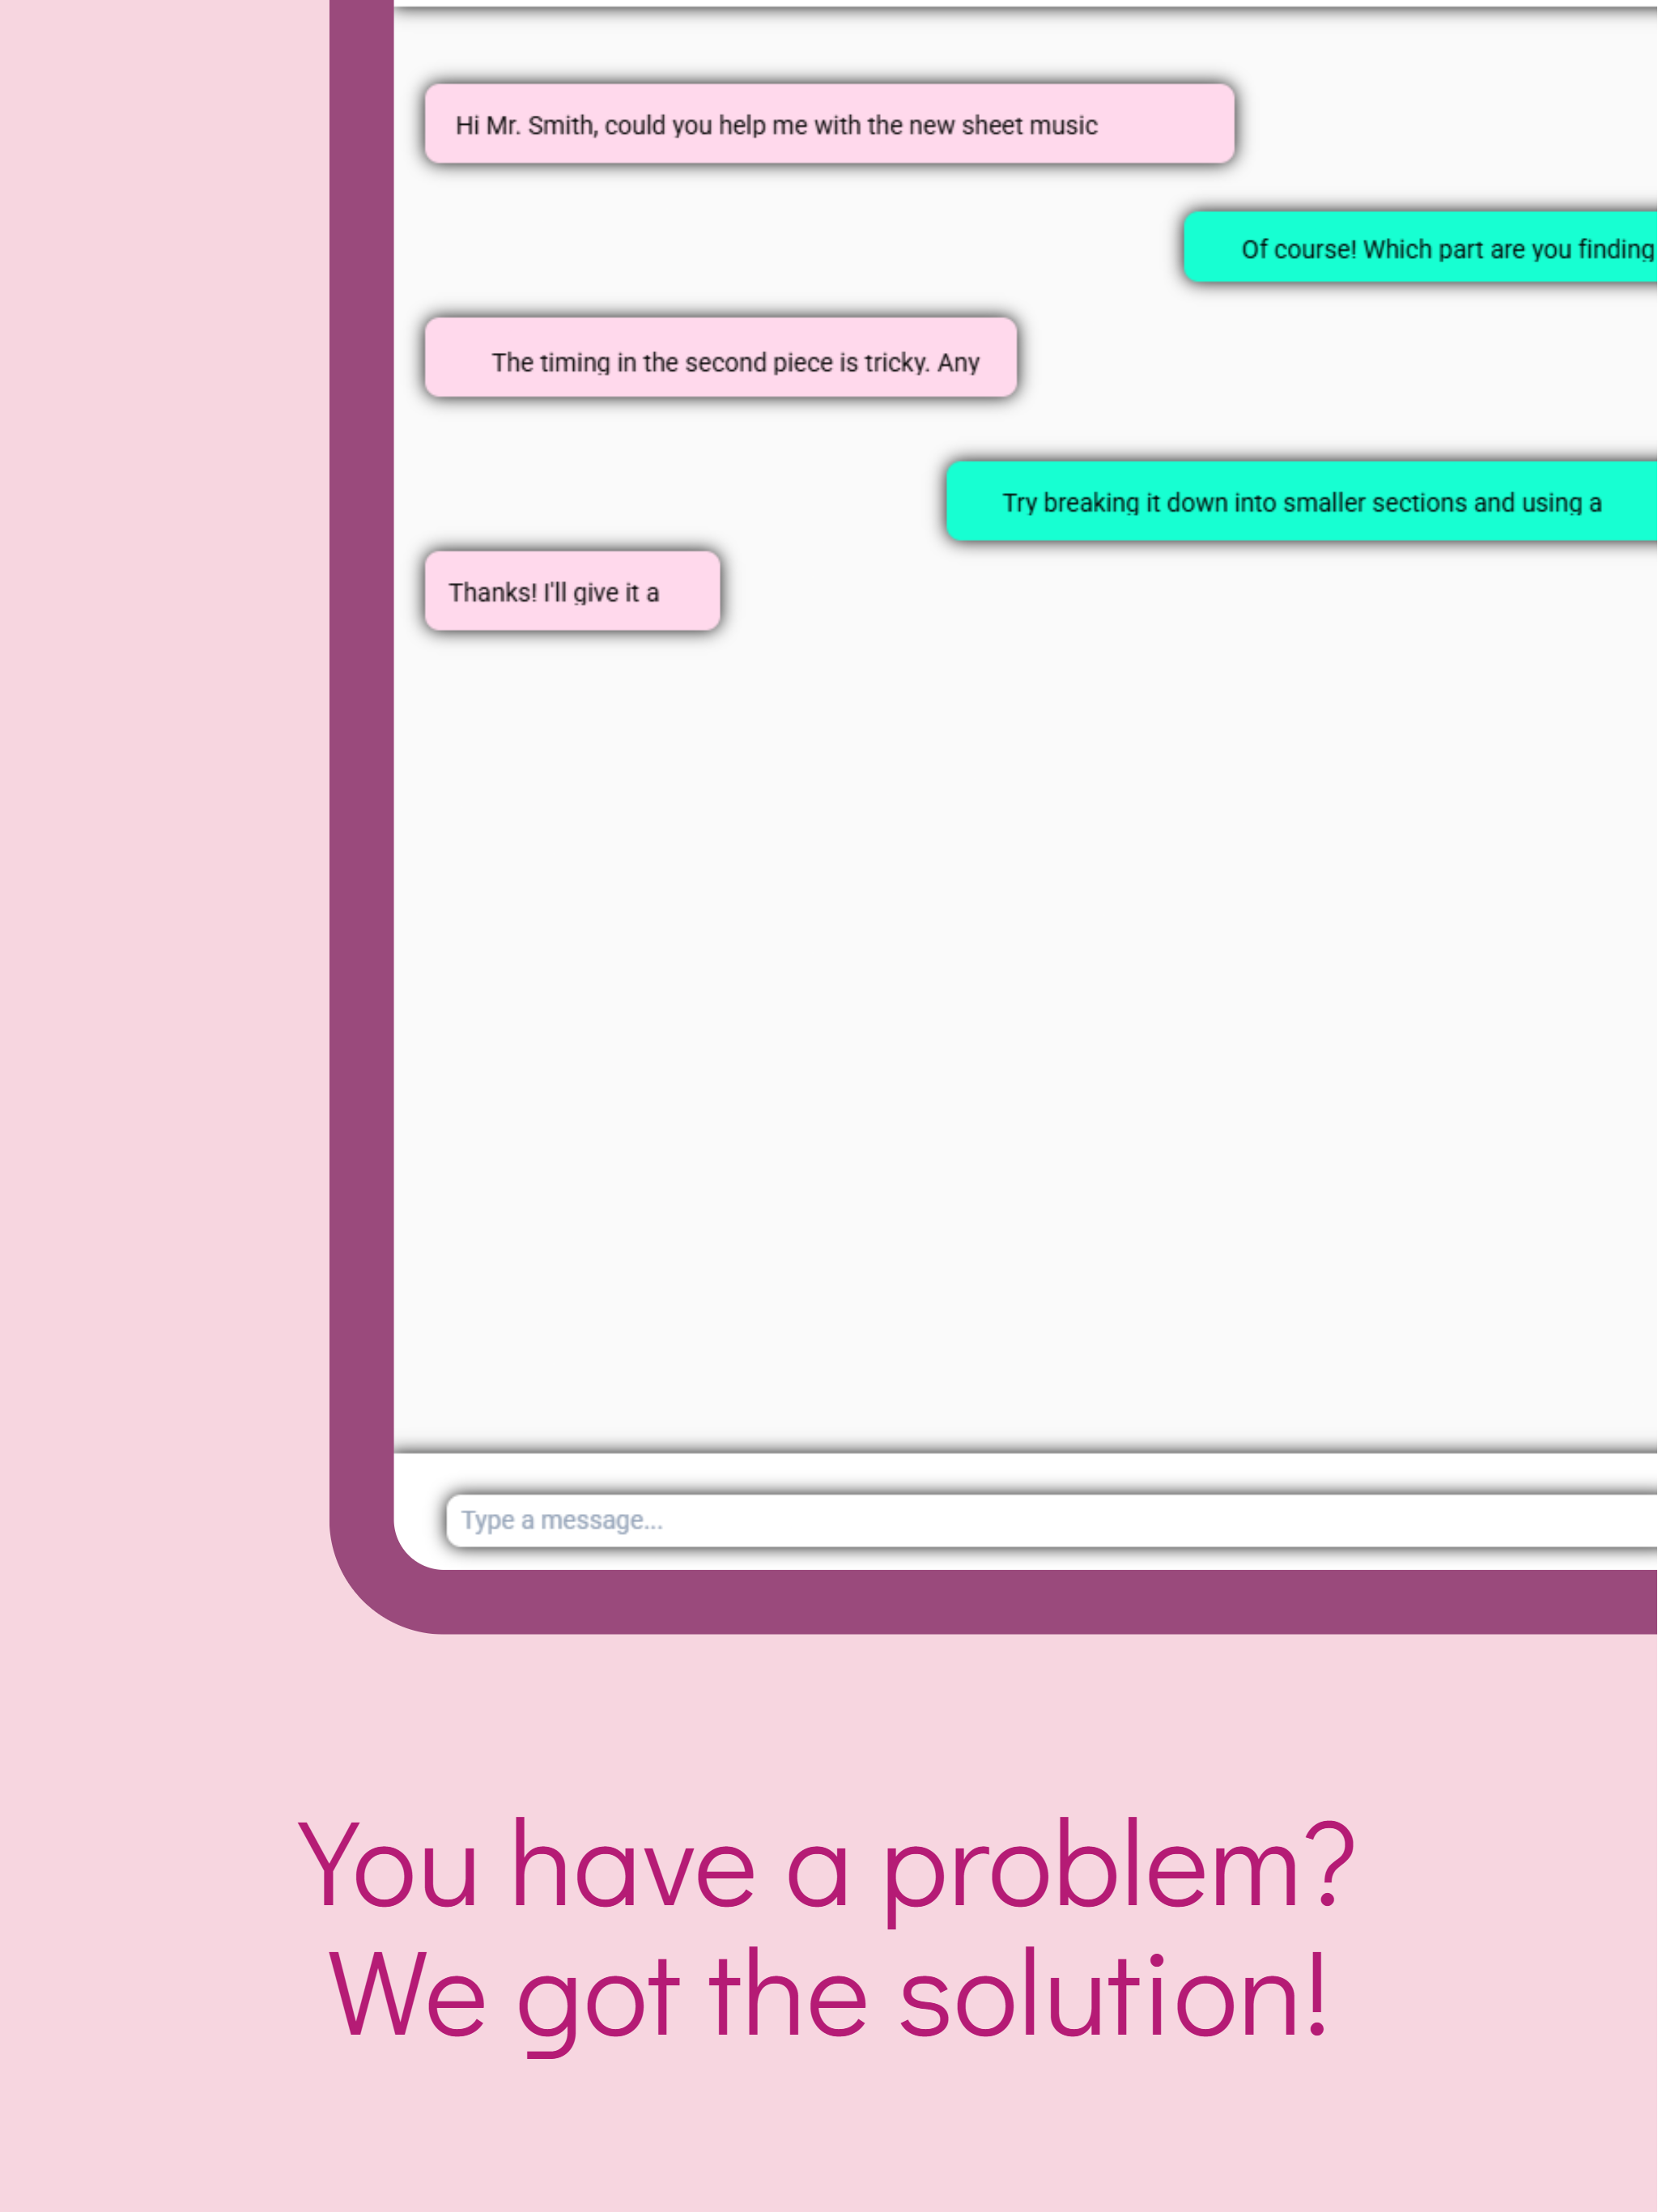 Hi Mr. Smith, could you help me with the new sheet music
Of course! Which part are you finding
The timing in the second piece is tricky. Any
Try breaking it down into smaller sections and using a
Thanks! I'll give it a
Type a message...
You have a problem?
We got the solution!